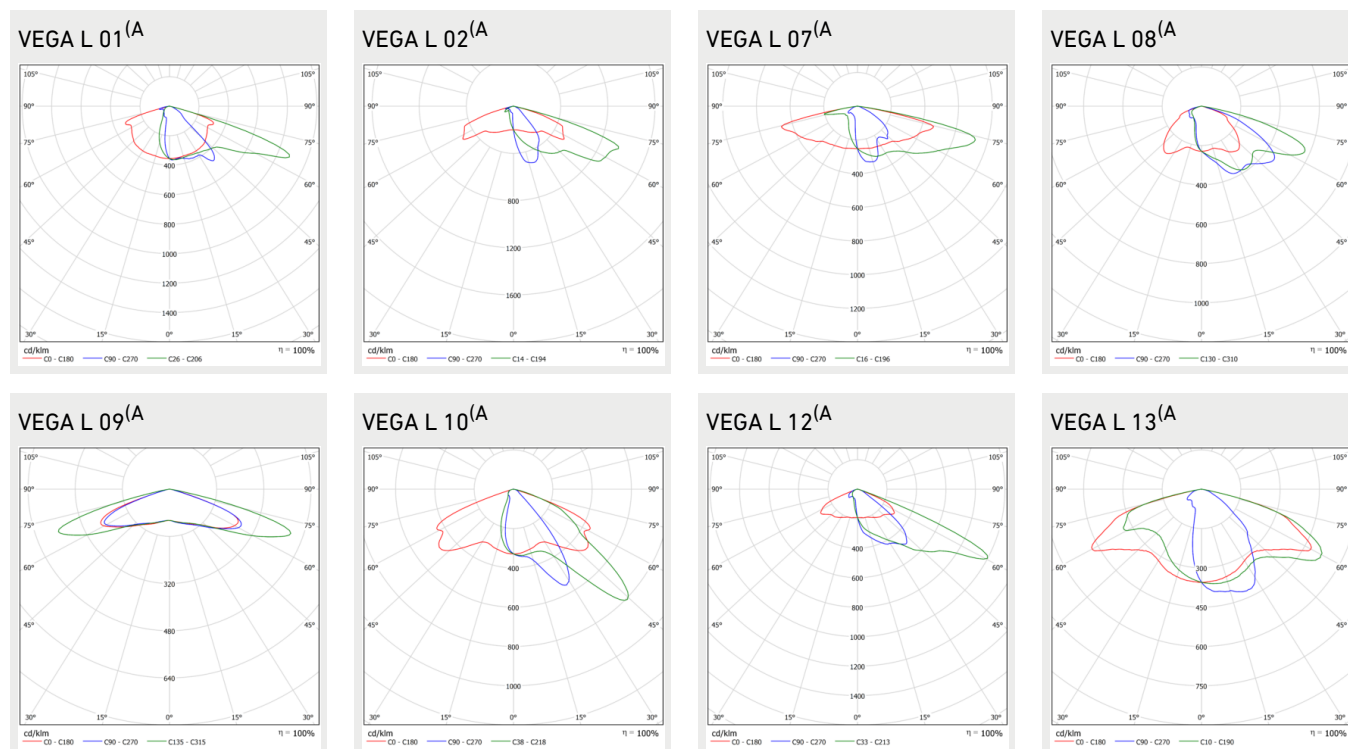 VEGA L 01(A
VEGA L 02(A
VEGA L 07(A
VEGA L 08(A
105° 105° 105° 105° 105° 105° 105° 105°
90° 90° 90° 90° 90° 90° 90° 90°
75° 75° 75° 75° 75° 75° 75° 75°
60° 60° 60° 60° 60° 60° 60° 60°
45° 45° 45° 45° 45° 45° 45° 45°
400 600 800 1000 1200 1400
800 1200 1600
400 600 800 1000 1200
400 600 800 1000
30° 15° 0° 15° 30° 30° 15° 0° 15° 30° 30° 15° 0° 15° 30° 30° 15° 0° 15° 30°
cd/klm η = 100% cd/klm η = 100% cd/klm η = 100% cd/klm η = 100%
C0 - C180 C90 - C270 C26 - C206
C0 - C180 C90 - C270 C14 - C194
C0 - C180 C90 - C270 C16 - C196
C0 - C180 C90 - C270 C130 - C310
VEGA L 09(A
VEGA L 10(A
VEGA L 12(A
VEGA L 13(A
105° 105° 105° 105° 105° 105° 105° 105°
90° 90° 90° 90° 90° 90° 90° 90°
75° 75° 75° 75° 75° 75° 75° 75°
60° 60° 60° 60° 60° 60° 60° 60°
45° 45° 45° 45° 45° 45° 45° 45°
320 480 640
400 600 800 1000
400 600 800 1000 1200 1400
300 450 600 750
30° 15° 0° 15° 30° 30° 15° 0° 15° 30° 30° 15° 0° 15° 30° 30° 15° 0° 15° 30°
cd/klm η = 100% cd/klm η = 100% cd/klm η = 100% cd/klm η = 100%
C0 - C180 C90 - C270 C135 - C315
C0 - C180 C90 - C270 C38 - C218
C0 - C180 C90 - C270 C33 - C213
C0 - C180 C90 - C270 C10 - C190